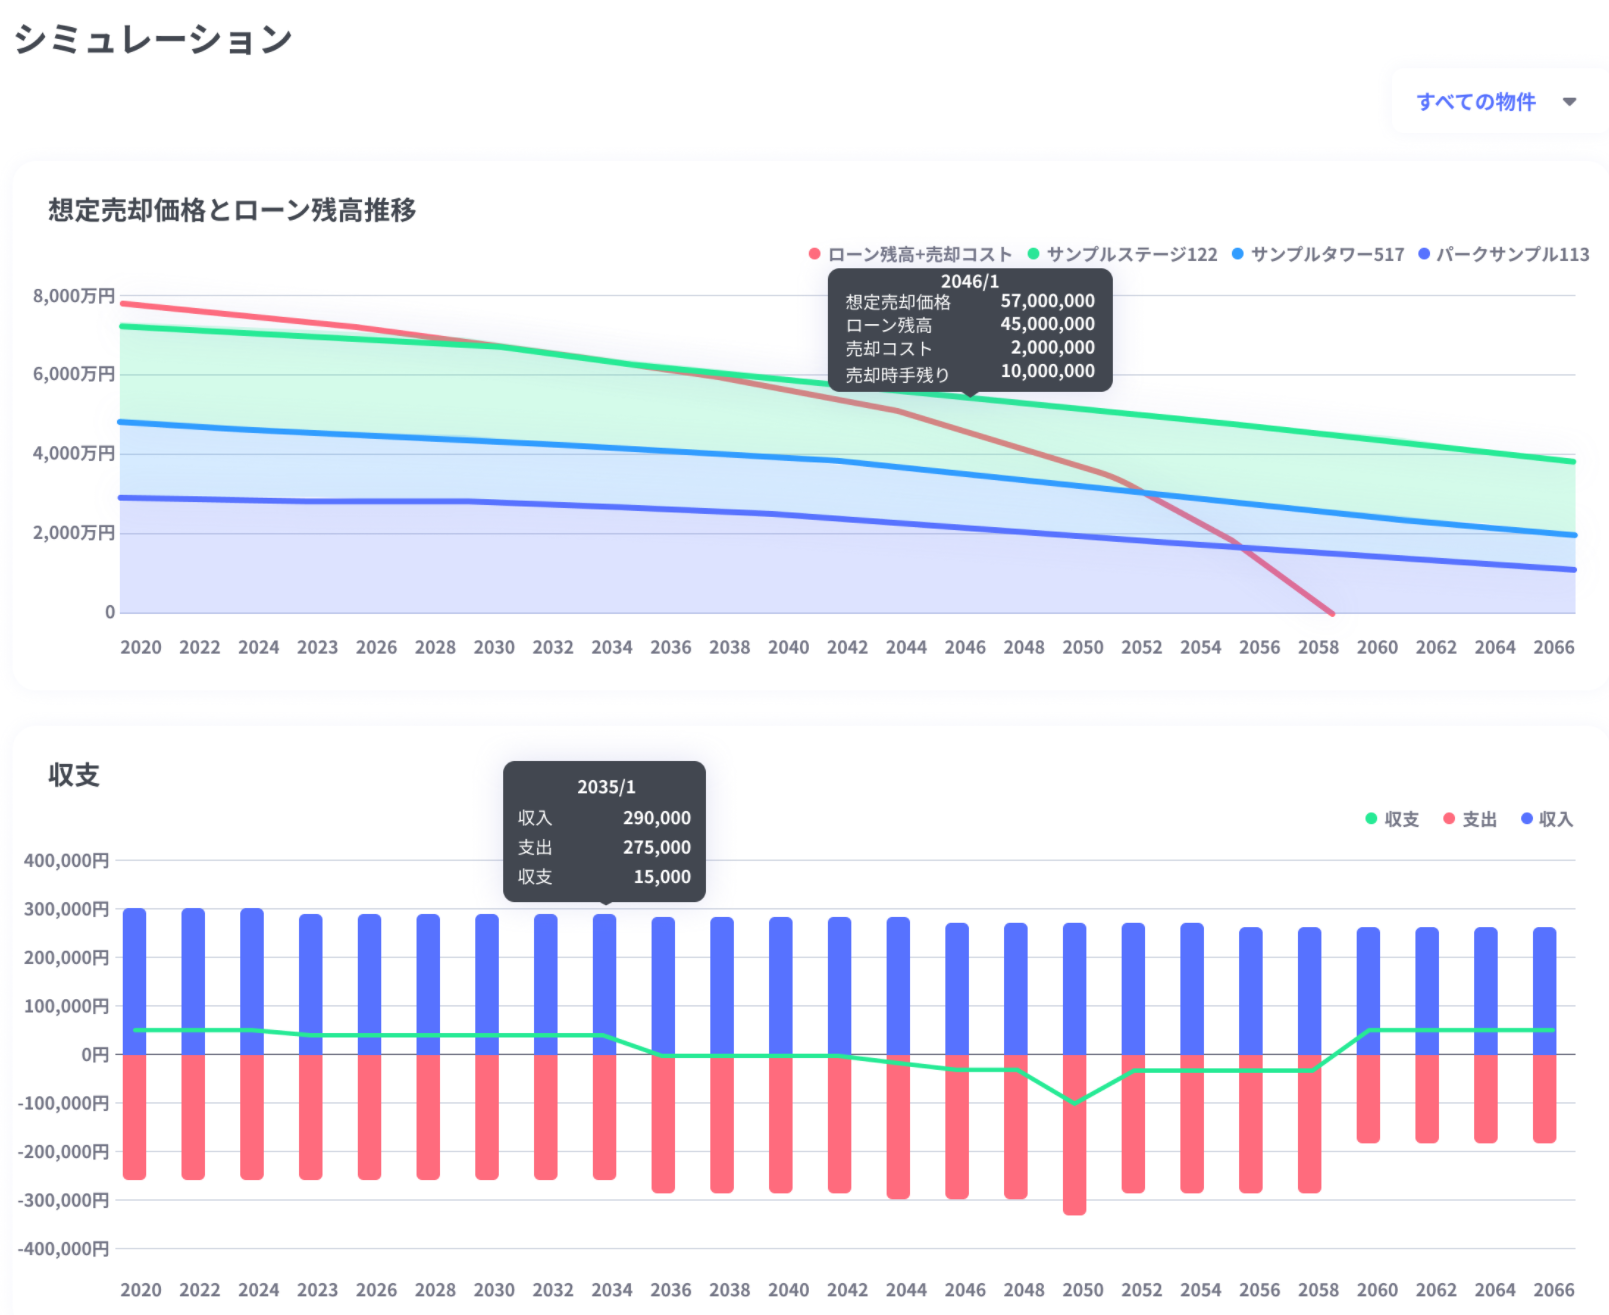 シミュレーション
すべての物件
想定売却価格とローン残高推移
ローン残高+売却コスト サンプルステージ122 サンプルタワー517 パークサンプル113
2046/1
想定売却価格 57,000,000
ローン残高 45,000,000
売却コスト 2,000,000
売却時手残り 10,000,000
8,000万円
6,000万円
4,000万円
2,000万円
0
2020 2022 2024 2023 2026 2028 2030 2032 2034 2036 2038 2040 2042 2044 2046 2048 2050 2052 2054 2056 2058 2060 2062 2064 2066
収支
2035/1
収入 290,000
支出 275,000
収支 15,000
収支 支出 収入
400,000円
300,000円
200,000円
100,000円
0円
-100,000円
-200,000円
-300,000円
-400,000円
2020 2022 2024 2023 2026 2028 2030 2032 2034 2036 2038 2040 2042 2044 2046 2048 2050 2052 2054 2056 2058 2060 2062 2064 2066